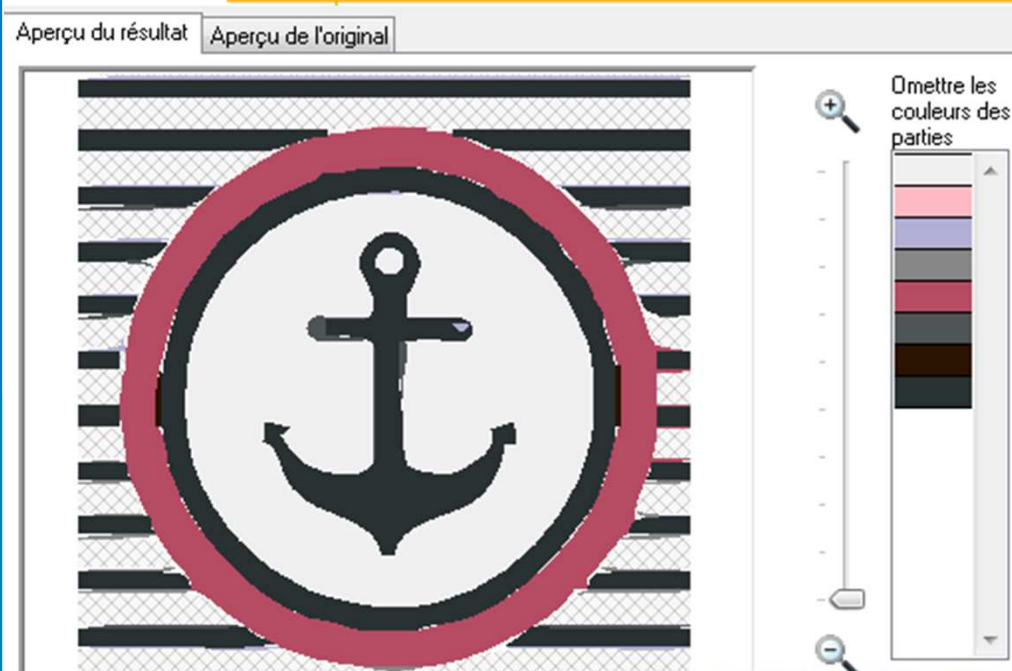 Aperçu du résultat
Aperçu de l'original
Omettre les
couleurs des
parties